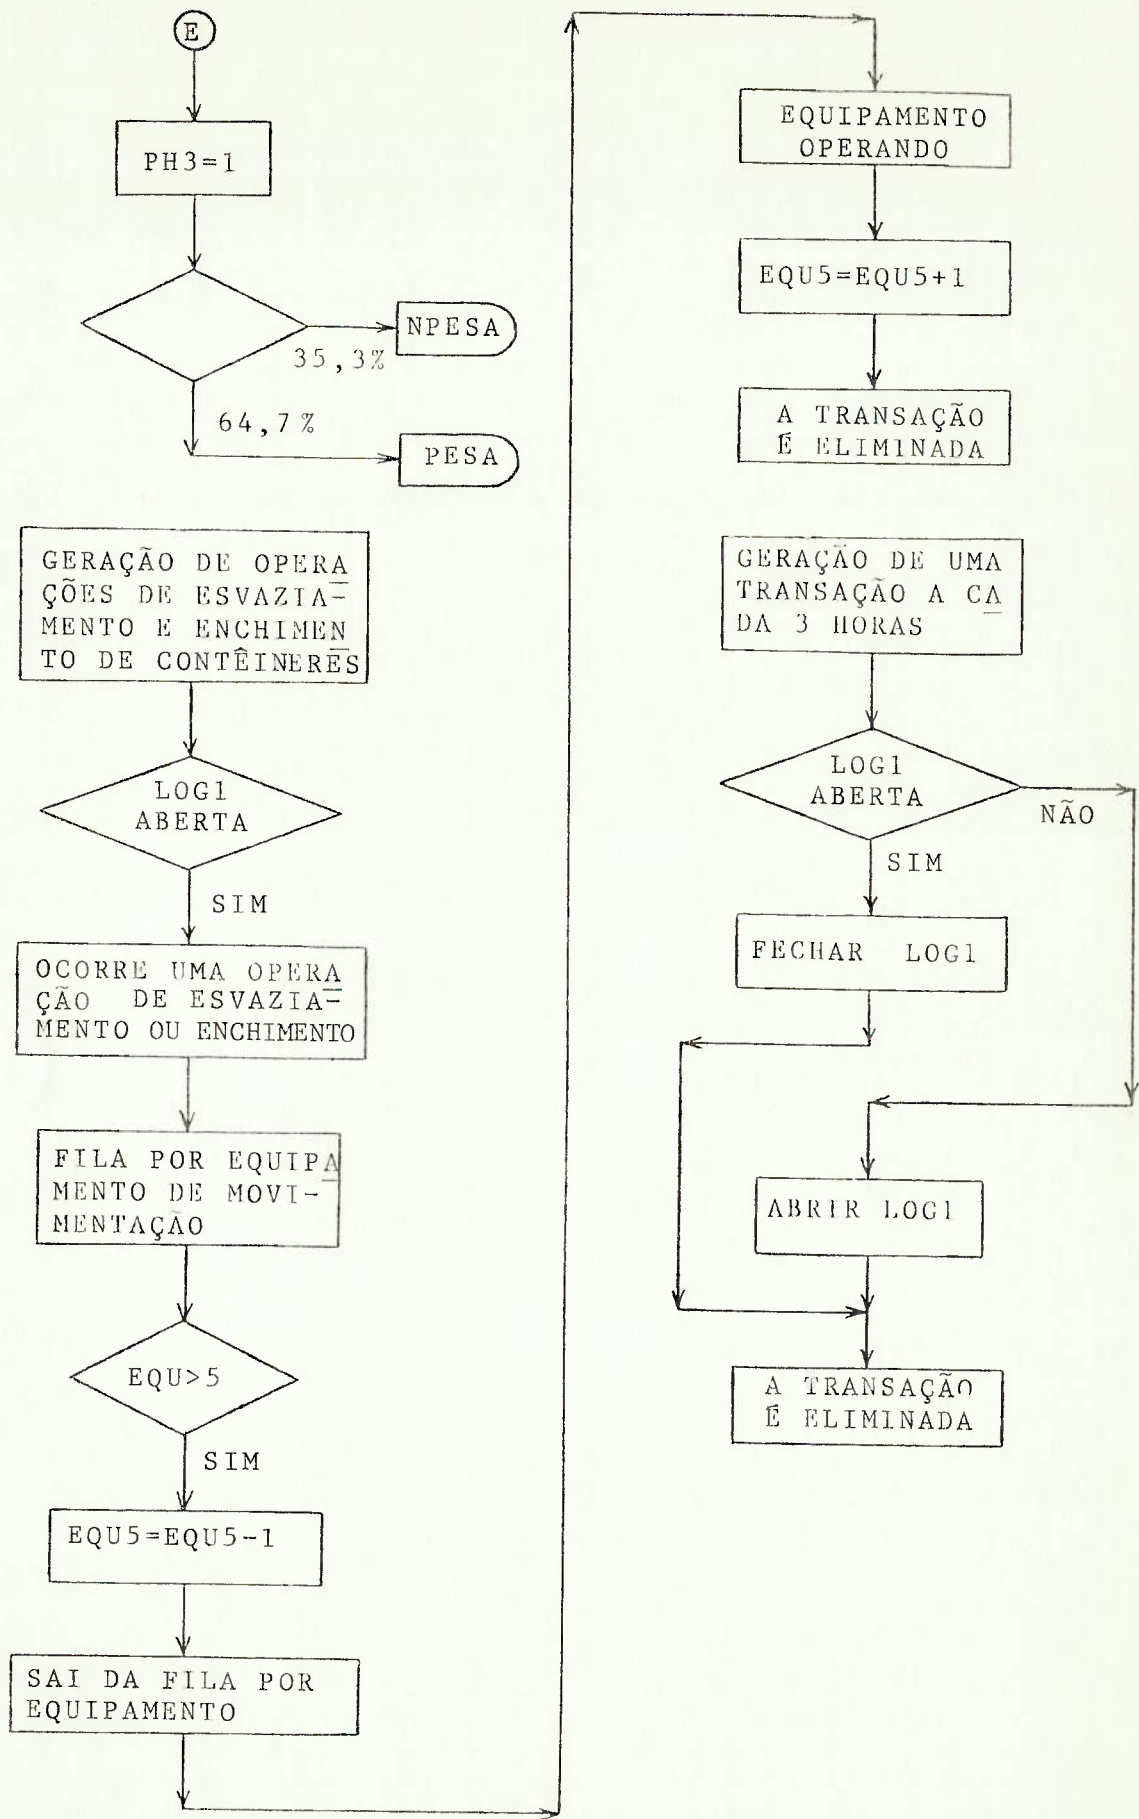 E
PH3=1
NPESA
35,3%
64,7%
PESA
GERAÇÃO DE OPERA
ÇÕES DE ESVAZIA-
MENTO E ENCHIMEN
TO DE CONTÊINERES
LOG1
ABERTA
SIM
OCORRE UMA OPERA
ÇÃO DE ESVAZIA-
MENTO OU ENCHIMENTO
FILA POR EQUIPA
MENTO DE MOVI-
MENTAÇÃO
EQU>5
SIM
EQU5=EQU5-1
SAI DA FILA POR
EQUIPAMENTO
EQUIPAMENTO
OPERANDO
EQU5=EQU5+1
A TRANSAÇÃO
É ELIMINADA
GERAÇÃO DE UMA
TRANSAÇÃO A CA
DA 3 HORAS
LOG1
ABERTA
NÃO
SIM
FECHAR LOG1
ABRIR LOG1
A TRANSAÇÃO
É ELIMINADA